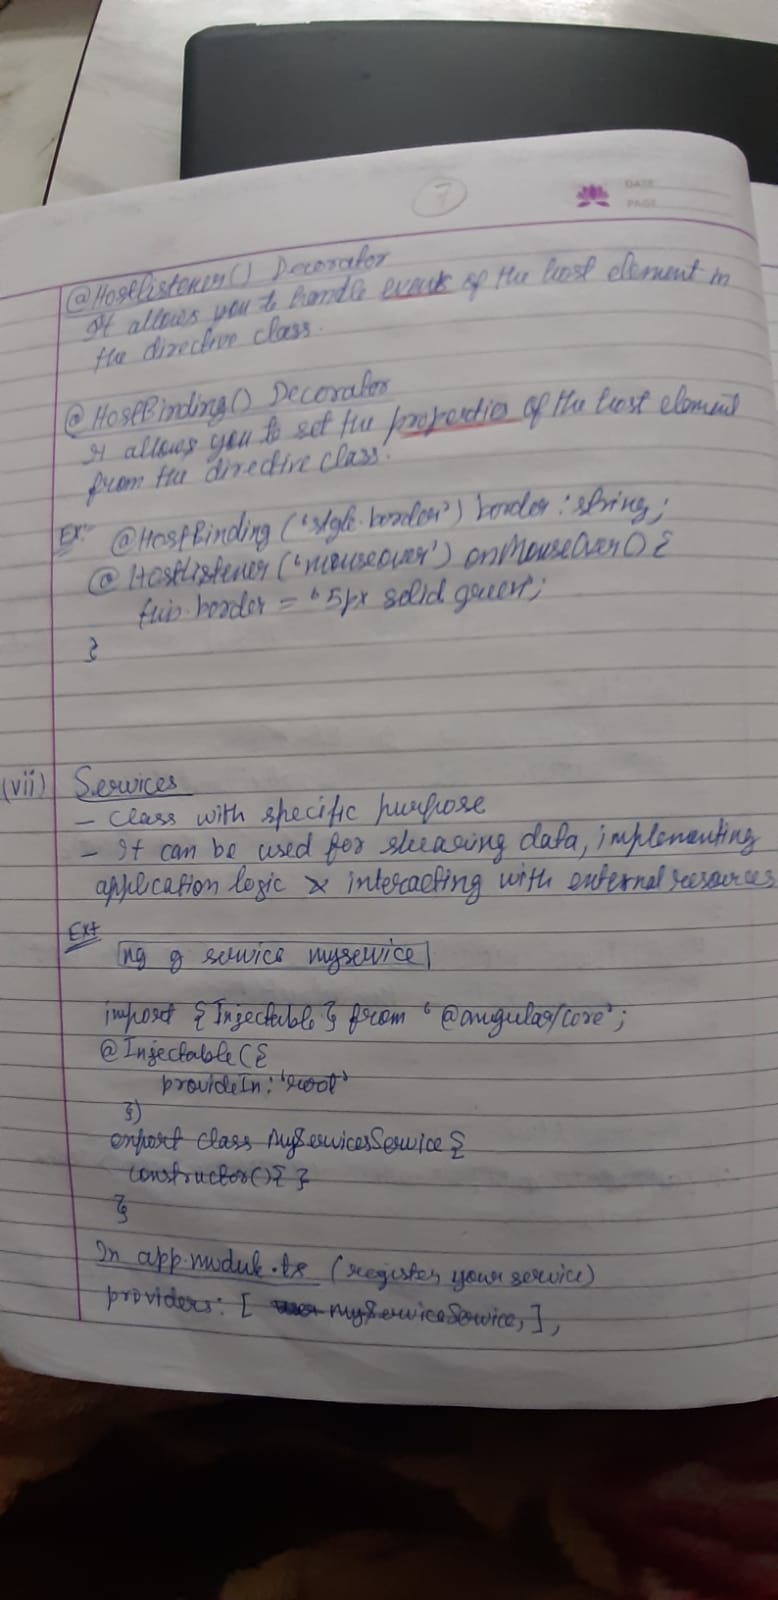 7
DATE
PAGE
@HostListener() Decorator
It allows you to handle events of the host element in
the directive class.
@HostBinding() Decorator
It allows you to set the properties of the host element
from the directive class.
Ex:- @HostBinding ('style.border') border : string;
@HostListener ('mouseover') onMouseOver() {
this.border = '5px solid green';
}
(vii) Services
- Class with specific purpose
- It can be used for sharing data, implementing
application logic & interacting with external resources
Ext
ng g service myservice
import { Injectable } from '@angular/core';
@Injectable({
provideIn: 'root'
})
export class MyServicesService {
constructor() { }
}
In app.module.ts (register your service)
providers: [ myServiceService, ],